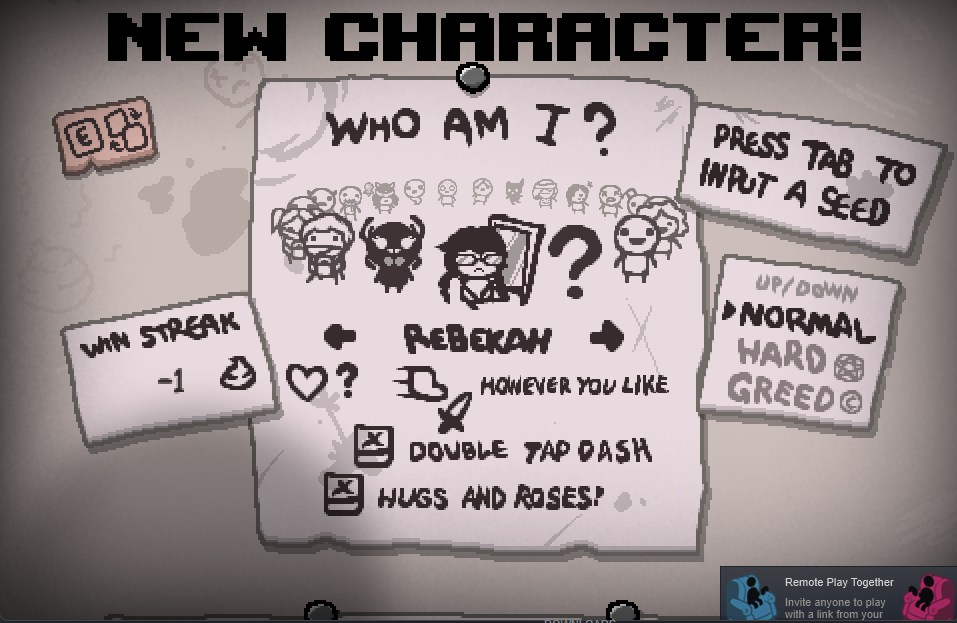 NEW CHARACTER!
WHO AM I?
PRESS TAB TO
INPUT A SEED
WIN STREAK
-1
?
REBEKAH
?
HOWEVER YOU LIKE
DOUBLE TAP DASH
HUGS AND ROSES!
UP/DOWN
NORMAL
HARD
GREED
Remote Play Together
Invite anyone to play
with a link from your